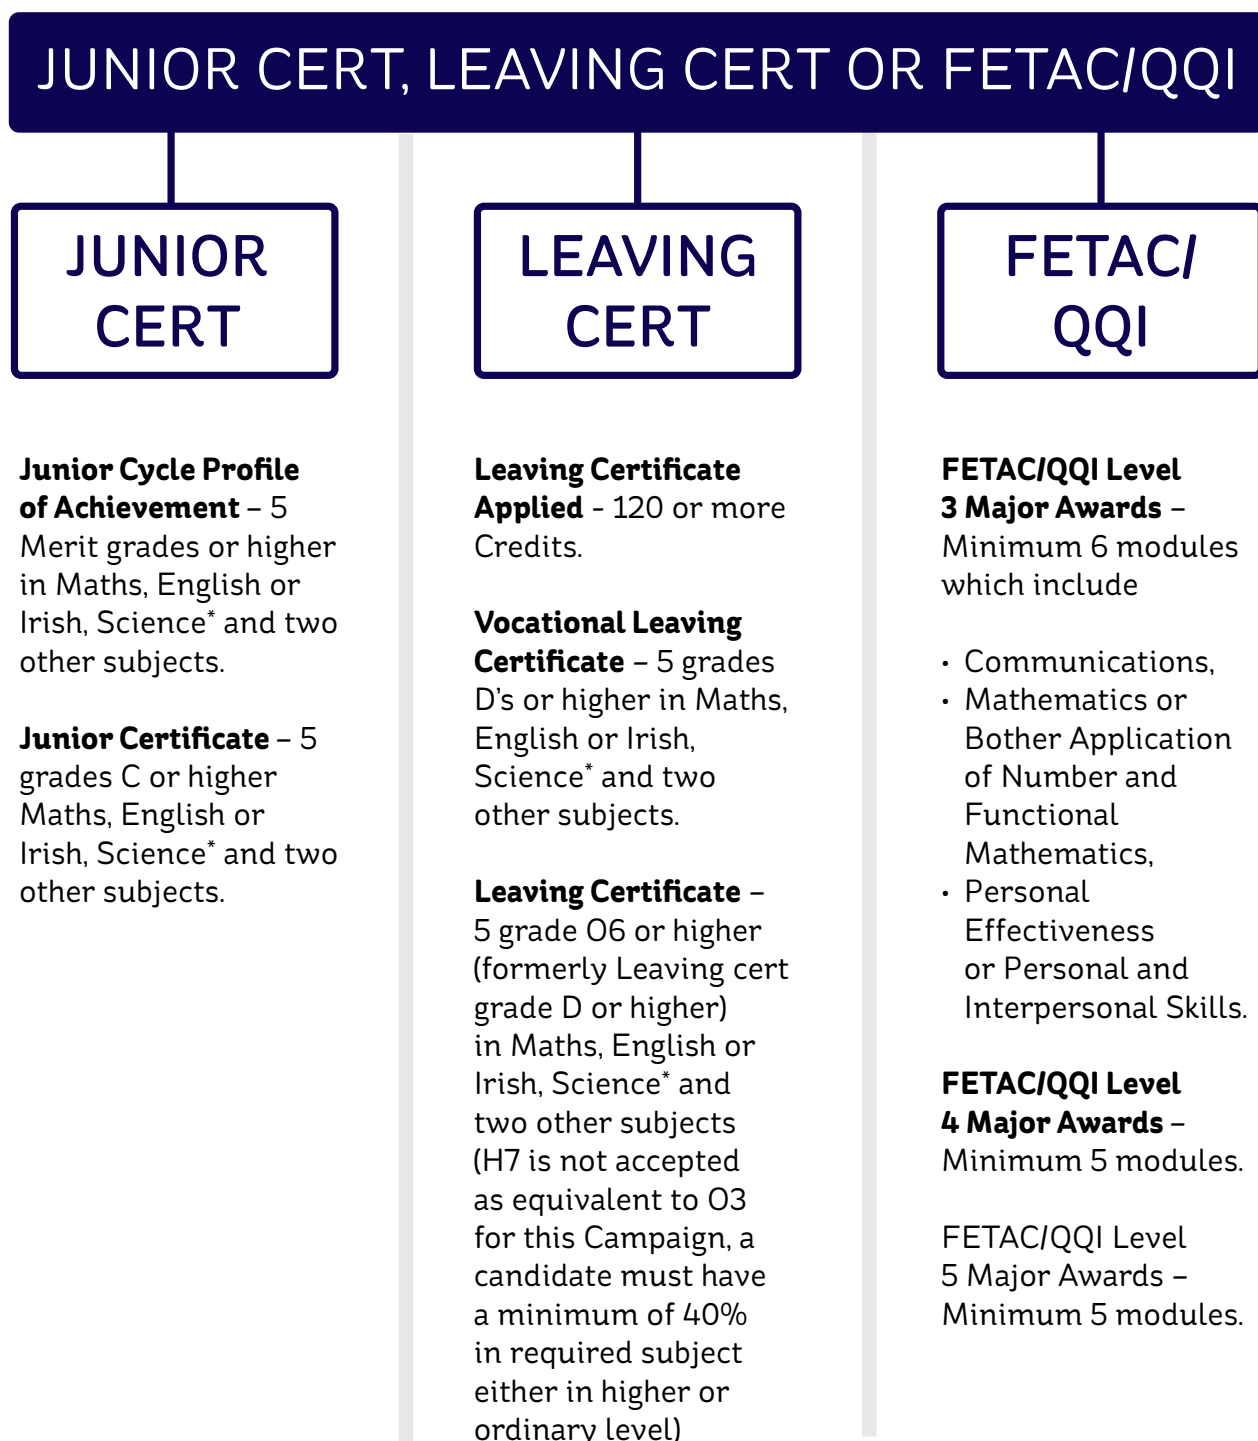 JUNIOR CERT, LEAVING CERT OR FETAC/QQI
JUNIOR
CERT
Junior Cycle Profile
of Achievement – 5
Merit grades or higher
in Maths, English or
Irish, Science* and two
other subjects.
Junior Certificate – 5
grades C or higher
Maths, English or
Irish, Science* and two
other subjects.
LEAVING
CERT
Leaving Certificate
Applied - 120 or more
Credits.
Vocational Leaving
Certificate – 5 grades
D’s or higher in Maths,
English or Irish,
Science* and two
other subjects.
Leaving Certificate –
5 grade O6 or higher
(formerly Leaving cert
grade D or higher)
in Maths, English or
Irish, Science* and
two other subjects
(H7 is not accepted
as equivalent to O3
for this Campaign, a
candidate must have
a minimum of 40%
in required subject
either in higher or
ordinary level)
FETAC/
QQI
FETAC/QQI Level
3 Major Awards –
Minimum 6 modules
which include
• Communications,
• Mathematics or
Bother Application
of Number and
Functional
Mathematics,
• Personal
Effectiveness
or Personal and
Interpersonal Skills.
FETAC/QQI Level
4 Major Awards –
Minimum 5 modules.
FETAC/QQI Level
5 Major Awards –
Minimum 5 modules.